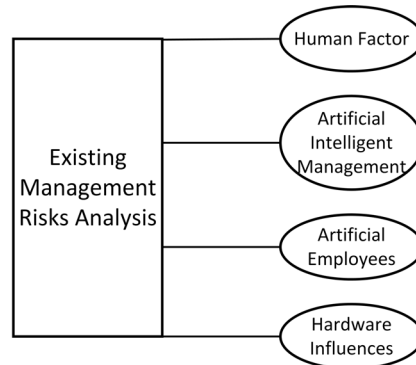 Existing
Management
Risks Analysis
Human Factor
Artificial
Intelligent
Management
Artificial
Employees
Hardware
Influences